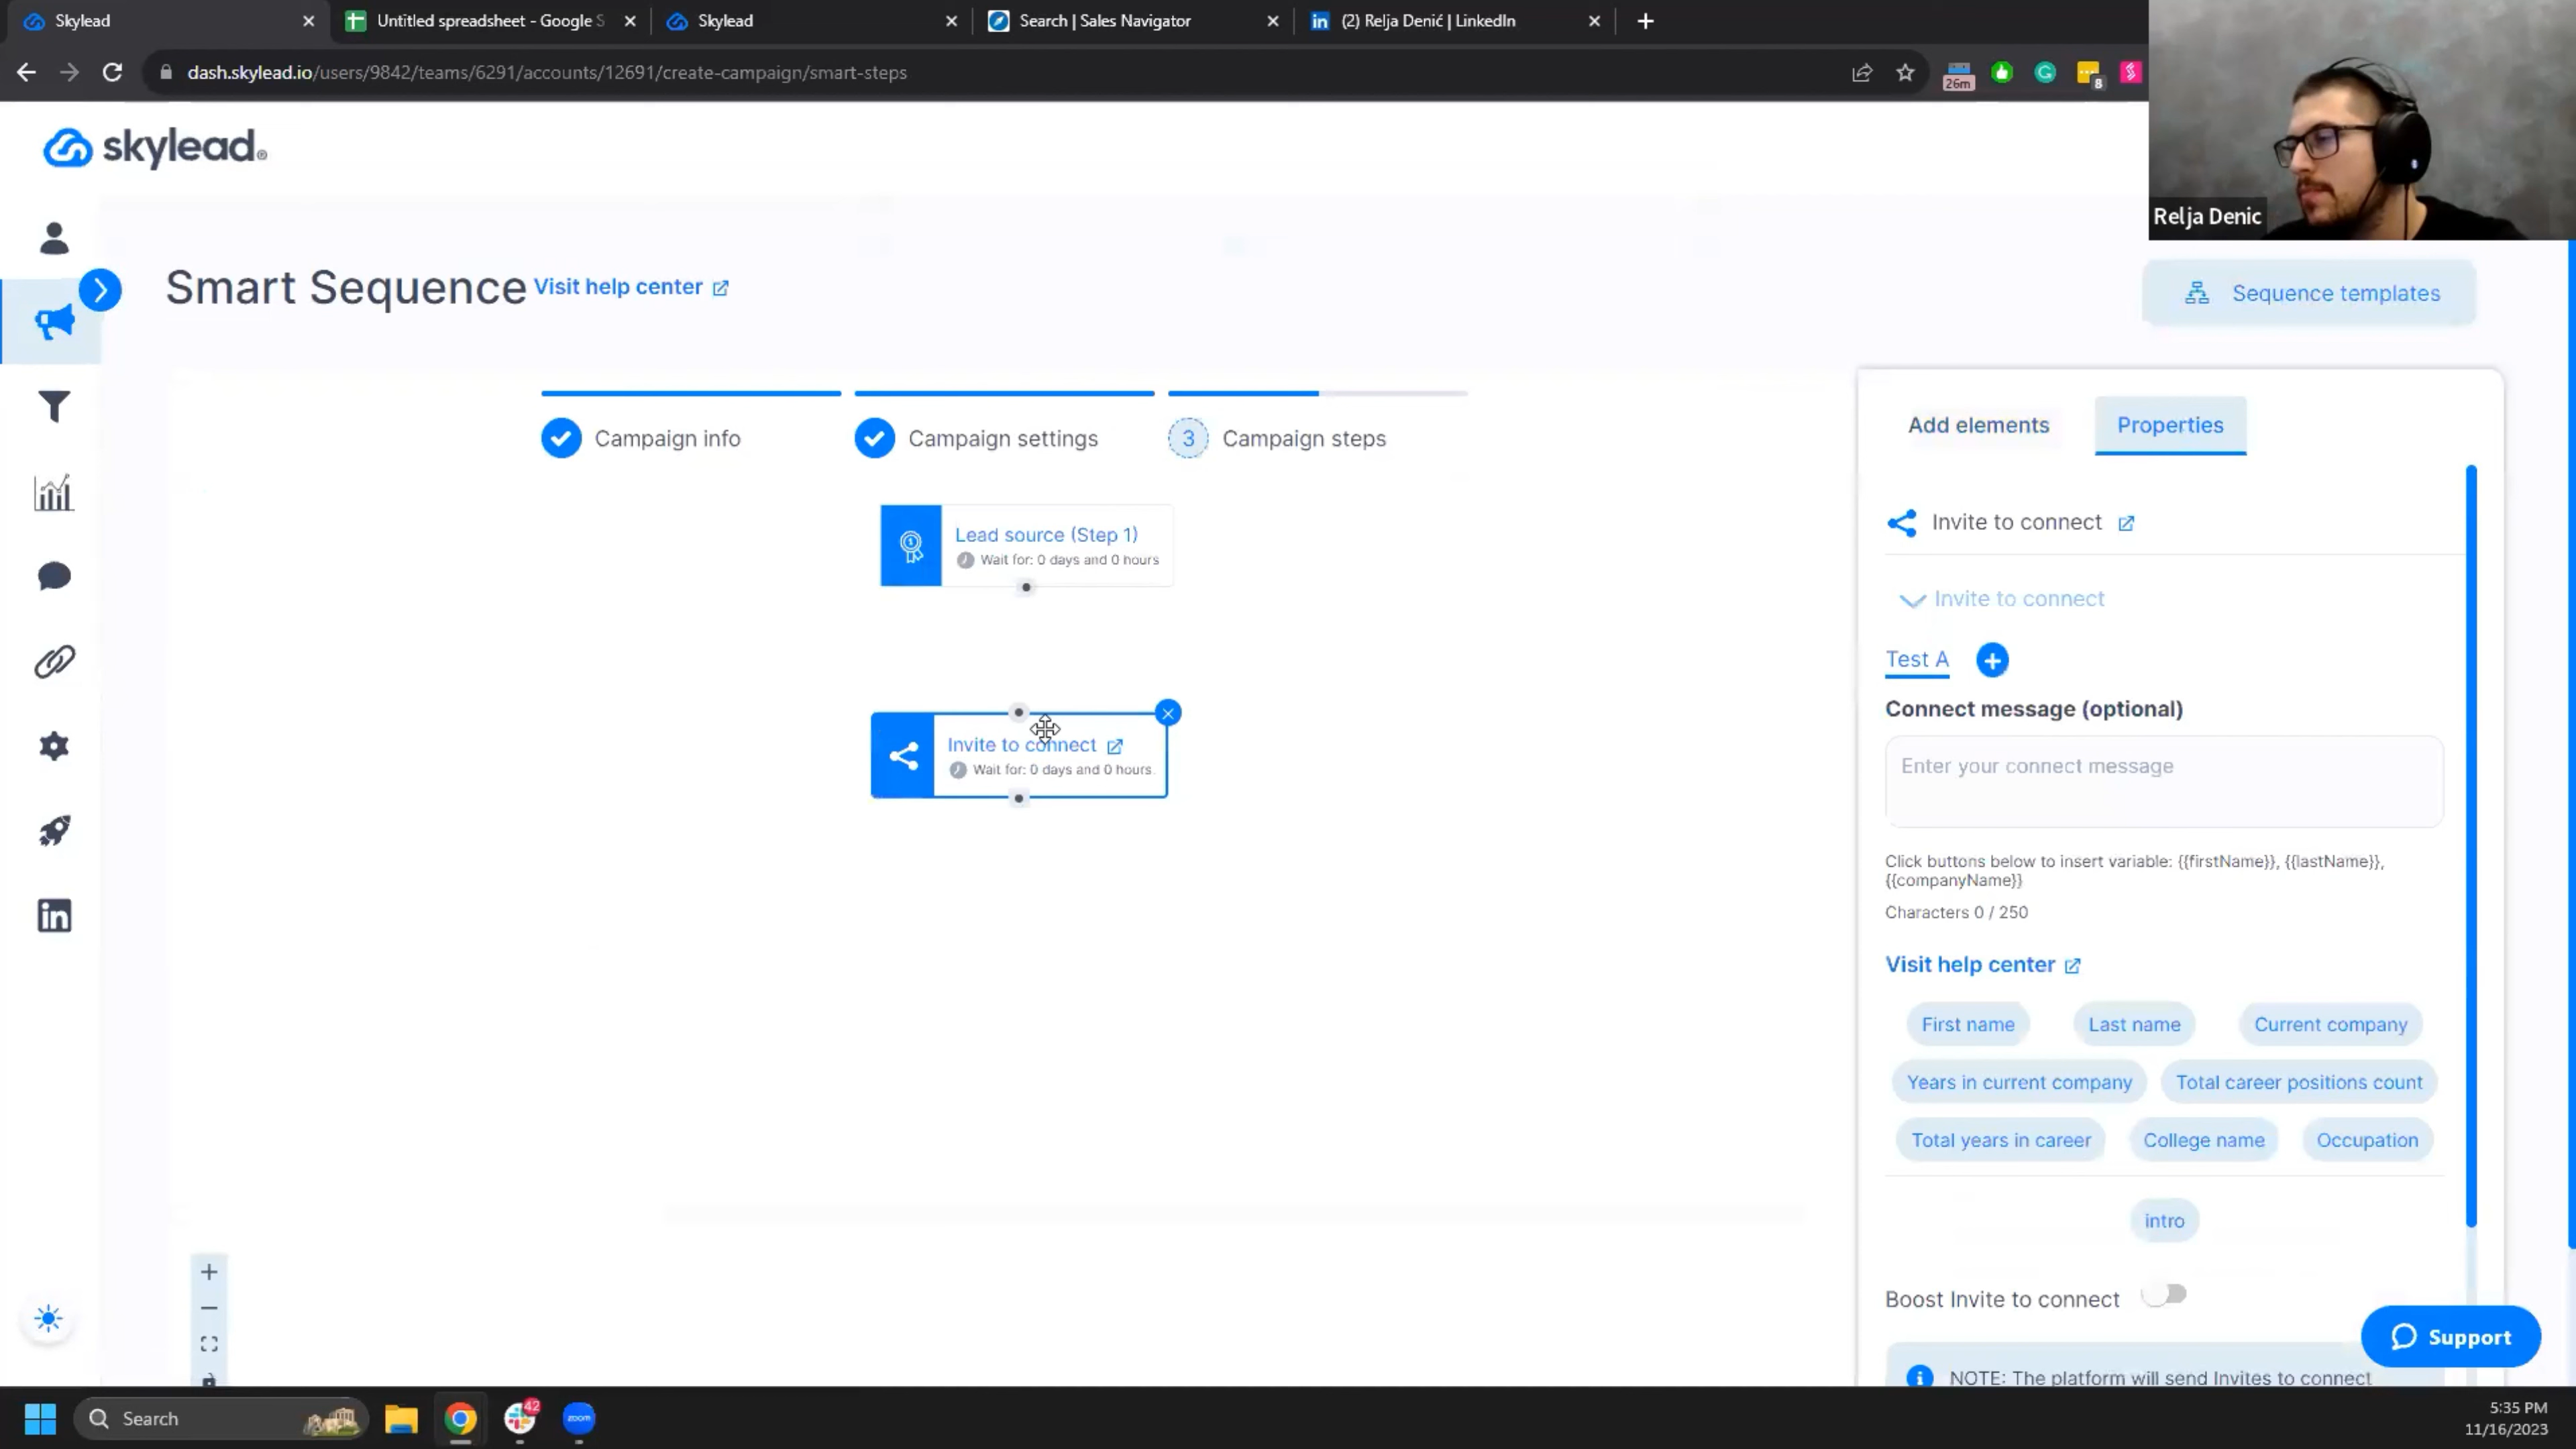 Skylead
Untitled spreadsheet - Google S
Skylead
Search | Sales Navigator
(2) Relja Denić | LinkedIn
dash.skylead.io/users/9842/teams/6291/accounts/12691/create-campaign/smart-steps
26m
8
skylead®
Relja Denic
Smart Sequence
Visit help center
Sequence templates
Campaign info
Campaign settings
3
Campaign steps
Lead source (Step 1)
Wait for: 0 days and 0 hours
Invite to connect
Wait for: 0 days and 0 hours
Add elements
Properties
Invite to connect
Invite to connect
Test A
Connect message (optional)
Enter your connect message
Click buttons below to insert variable: {{firstName}}, {{lastName}},
{{companyName}}
Characters 0 / 250
Visit help center
First name
Last name
Current company
Years in current company
Total career positions count
Total years in career
College name
Occupation
intro
Boost Invite to connect
NOTE: The platform will send Invites to connect
Support
Search
42
zoom
5:35 PM
11/16/2023